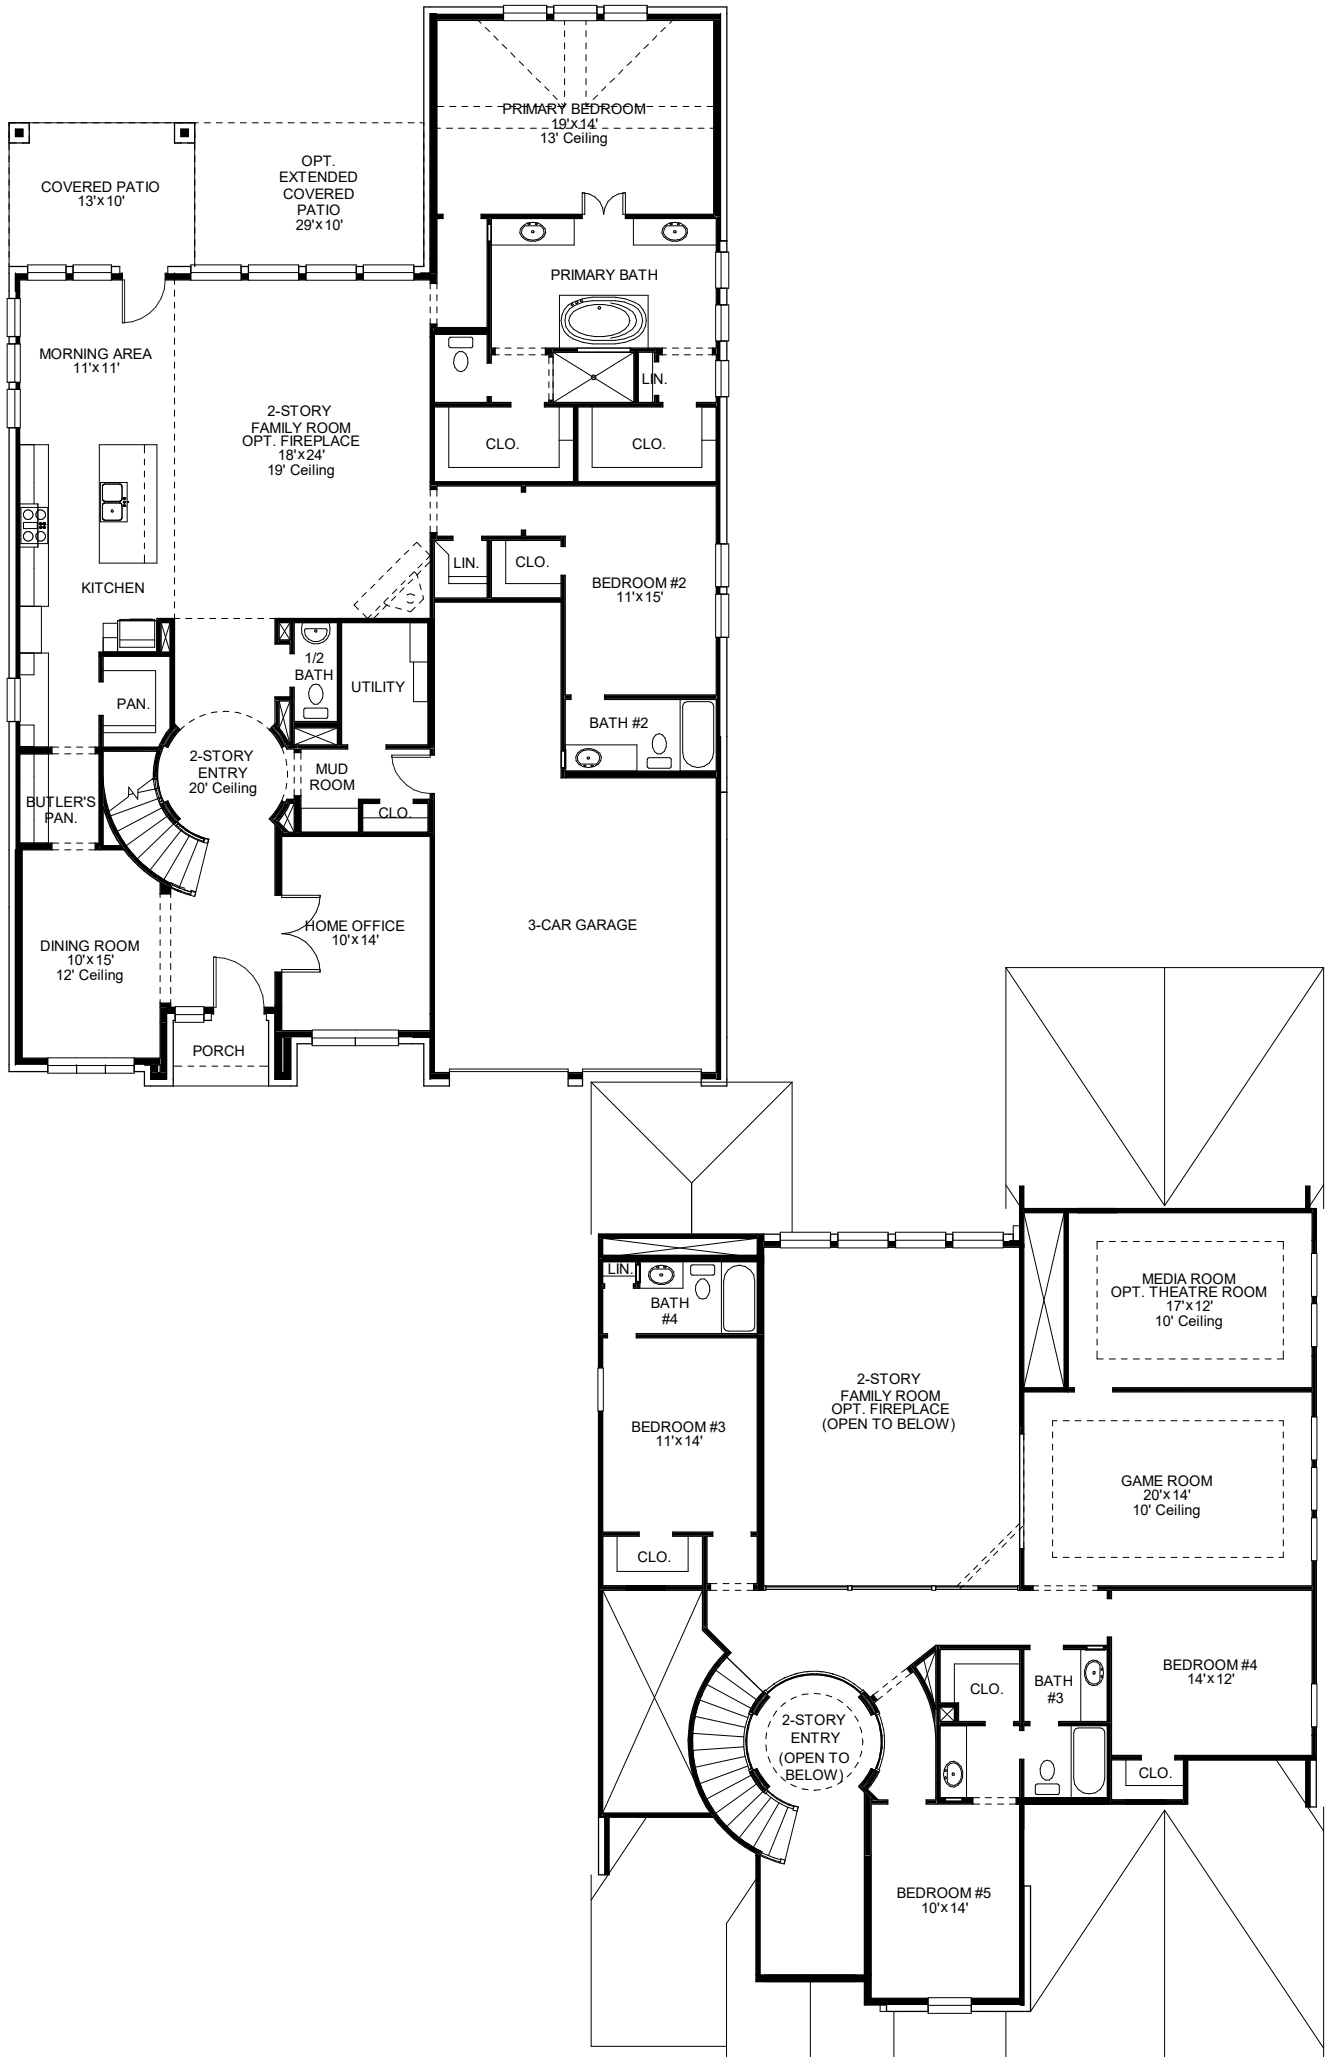 PRIMARY BEDROOM
19'x14'
13' Ceiling
COVERED PATIO
13'x10'
OPT.
EXTENDED
COVERED
PATIO
29'x10'
PRIMARY BATH
MORNING AREA
11'x11'
LIN.
2-STORY
FAMILY ROOM
OPT. FIREPLACE
18'x24'
19' Ceiling
CLO.
CLO.
KITCHEN
LIN.
CLO.
BEDROOM #2
11'x15'
1/2
BATH
UTILITY
PAN.
BATH #2
2-STORY
ENTRY
20' Ceiling
MUD
ROOM
BUTLER'S
PAN.
CLO.
DINING ROOM
10'x15'
12' Ceiling
HOME OFFICE
10'x14'
3-CAR GARAGE
PORCH
LIN.
BATH
#4
MEDIA ROOM
OPT. THEATRE ROOM
17'x12'
10' Ceiling
2-STORY
FAMILY ROOM
OPT. FIREPLACE
(OPEN TO BELOW)
BEDROOM #3
11'x14'
GAME ROOM
20'x14'
10' Ceiling
CLO.
CLO.
BATH
#3
BEDROOM #4
14'x12'
2-STORY
ENTRY
(OPEN TO
BELOW)
CLO.
BEDROOM #5
10'x14'